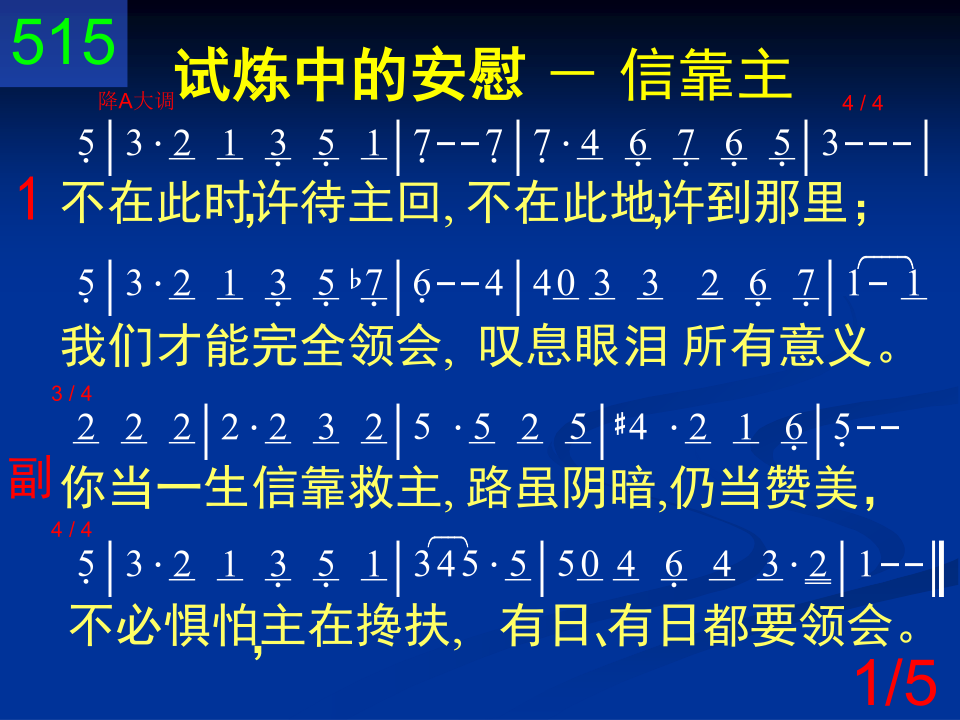 515
试炼中的安慰 － 信靠主
降A大调 4 / 4
5̣ | 3 · 2 1 3̣ 5̣ 1 | 7̣ - - 7̣ | 7̣ · 4 6̣ 7̣ 6̣ 5̣ | 3 - - - |
1 不在此时,许待主回, 不在此地,许到那里；
5̣ | 3 · 2 1 3̣ 5̣ ♭7̣ | 6̣ - - 4 | 4 0 3 3 2 6̣ 7̣ | 1 - 1
我们才能完全领会, 叹息眼泪 所有意义。
3 / 4
2 2 2 | 2 · 2 3 2 | 5 · 5 2 5 | ♯4 · 2 1 6̣ | 5̣ - -
副 你当一生信靠救主, 路虽阴暗,仍当赞美，
4 / 4
5̣ | 3 · 2 1 3̣ 5̣ 1 | 3 4 5 · 5 | 5 0 4 6̣ 4 3 · 2 | 1 - - ‖
不必惧怕,主在搀扶, 有日、有日都要领会。
1/5